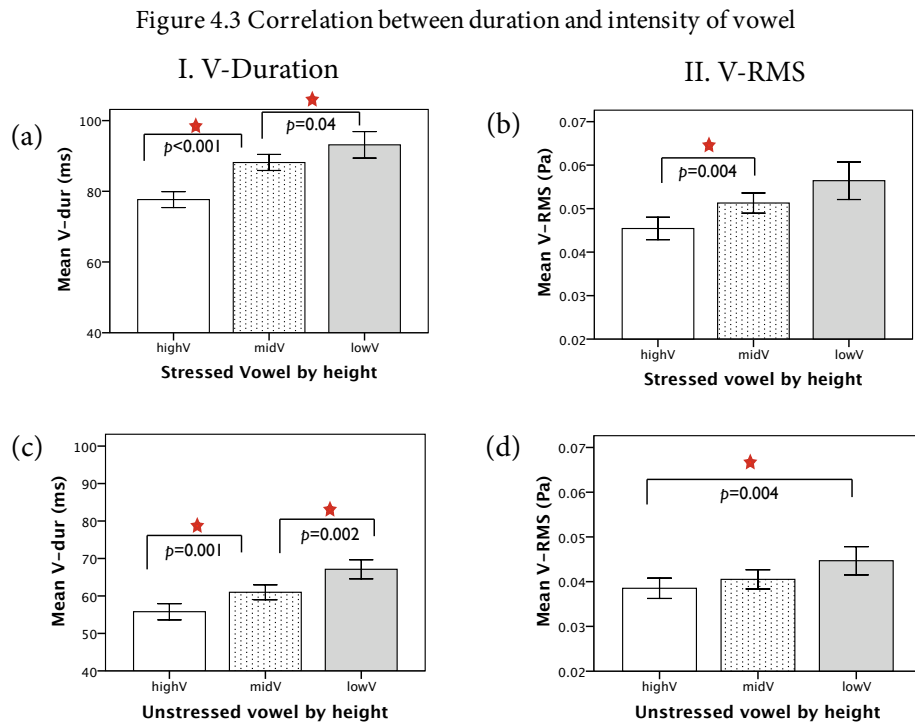 Figure 4.3 Correlation between duration and intensity of vowel
I. V-Duration
II. V-RMS
(a)
Mean V-dur (ms)
100
80
60
40
p<0.001
p=0.04
highV midV lowV
Stressed Vowel by height
(b)
Mean V-RMS (Pa)
0.07
0.06
0.05
0.04
0.03
0.02
p=0.004
highV midV lowV
Stressed vowel by height
(c)
Mean V-dur (ms)
100
90
80
70
60
50
40
p=0.001
p=0.002
highV midV lowV
Unstressed vowel by height
(d)
Mean V-RMS (Pa)
0.07
0.06
0.05
0.04
0.03
0.02
p=0.004
highV midV lowV
Unstressed vowel by height